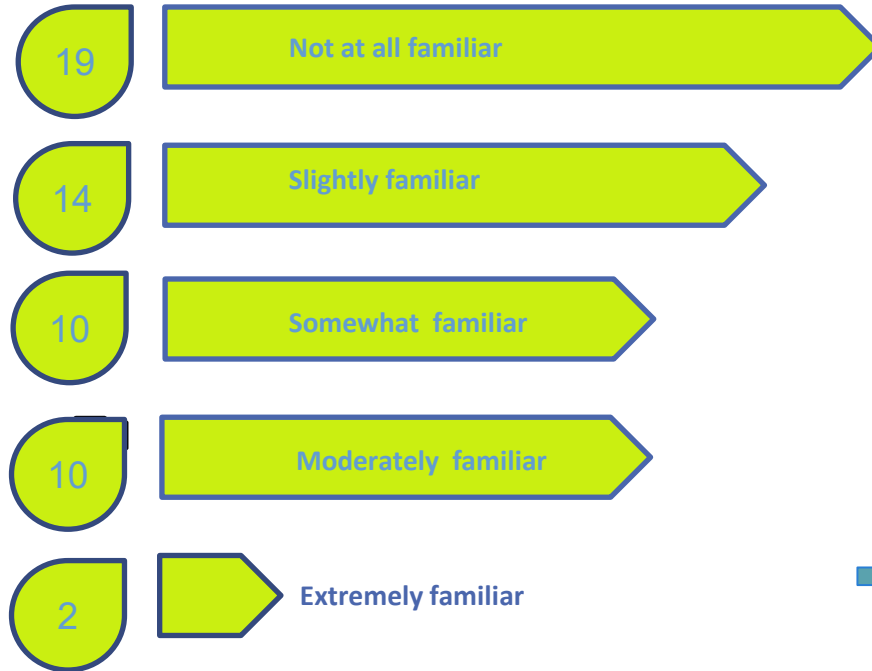 19 Not at all familiar
14 Slightly familiar
10 Somewhat  familiar
10 Moderately  familiar
2 Extremely familiar